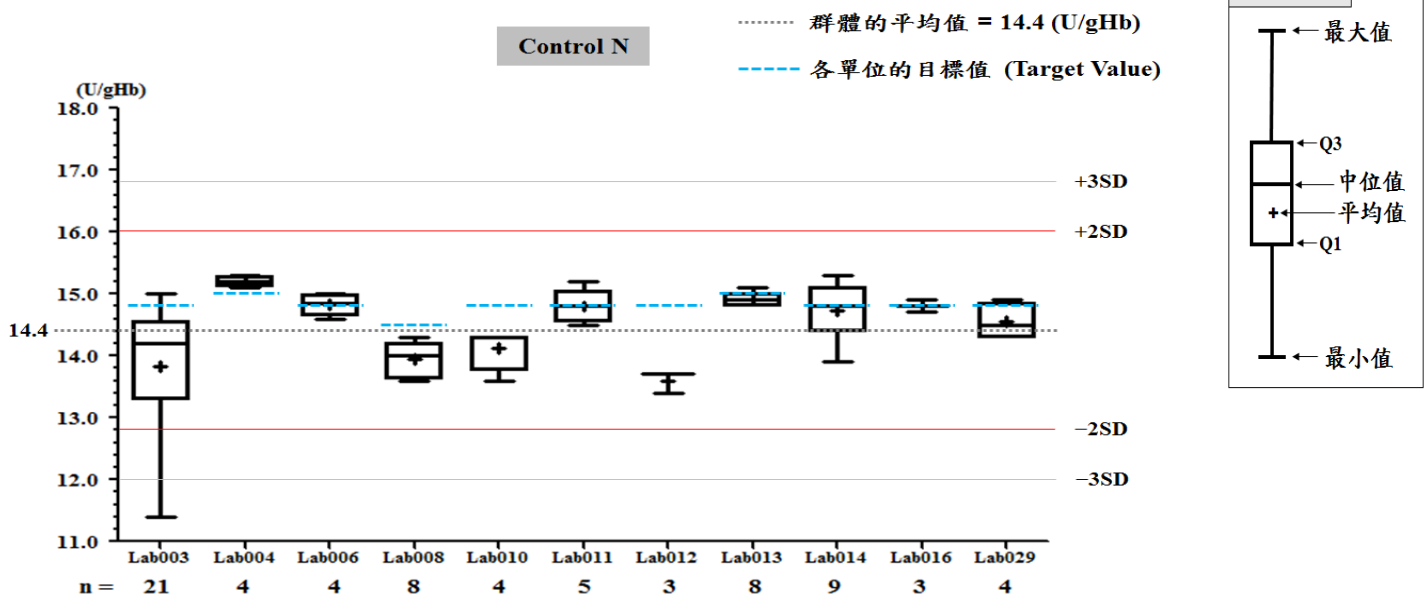 Control N
群體的平均值 = 14.4 (U/gHb)
各單位的目標值 (Target Value)
(U/gHb)
18.0
17.0
16.0
15.0
14.4
14.0
13.0
12.0
11.0
+3SD
+2SD
−2SD
−3SD
Lab003 Lab004 Lab006 Lab008 Lab010 Lab011 Lab012 Lab013 Lab014 Lab016 Lab029
n = 21 4 4 8 4 5 3 8 9 3 4
最大值
Q3
中位值
平均值
Q1
最小值